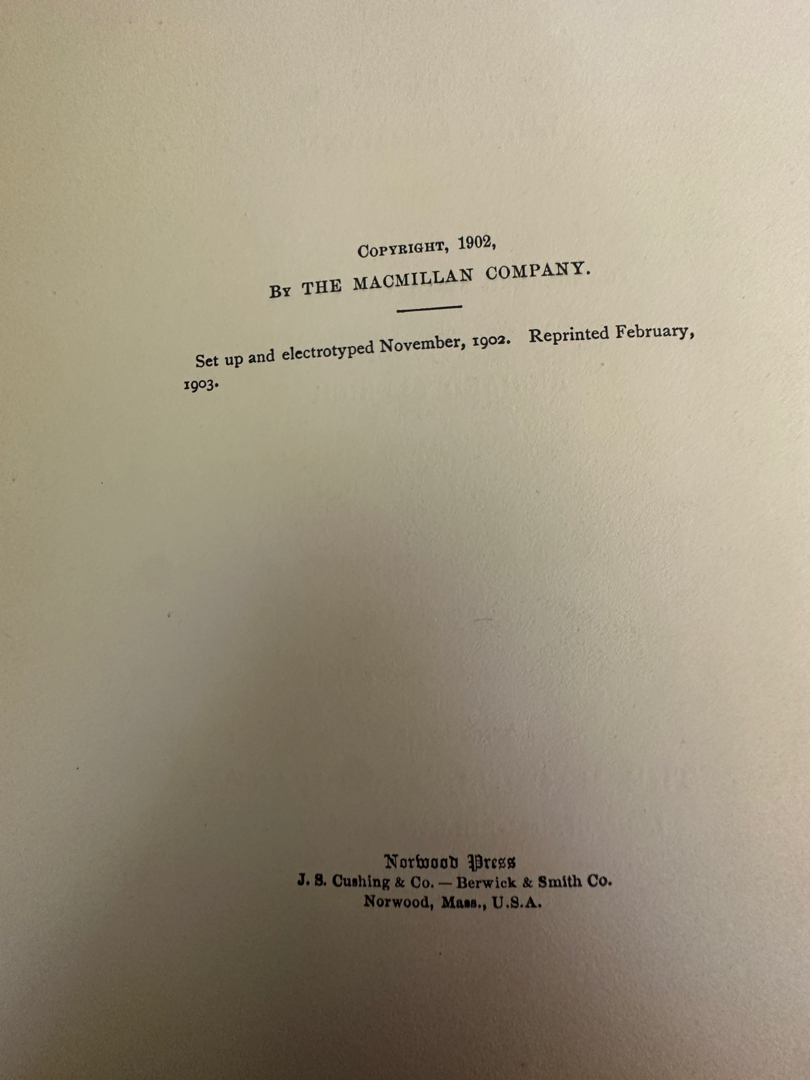 Copyright, 1902,
By THE MACMILLAN COMPANY.
Set up and electrotyped November, 1902. Reprinted February,
1903.
Norwood Press
J. S. Cushing & Co. — Berwick & Smith Co.
Norwood, Mass., U.S.A.